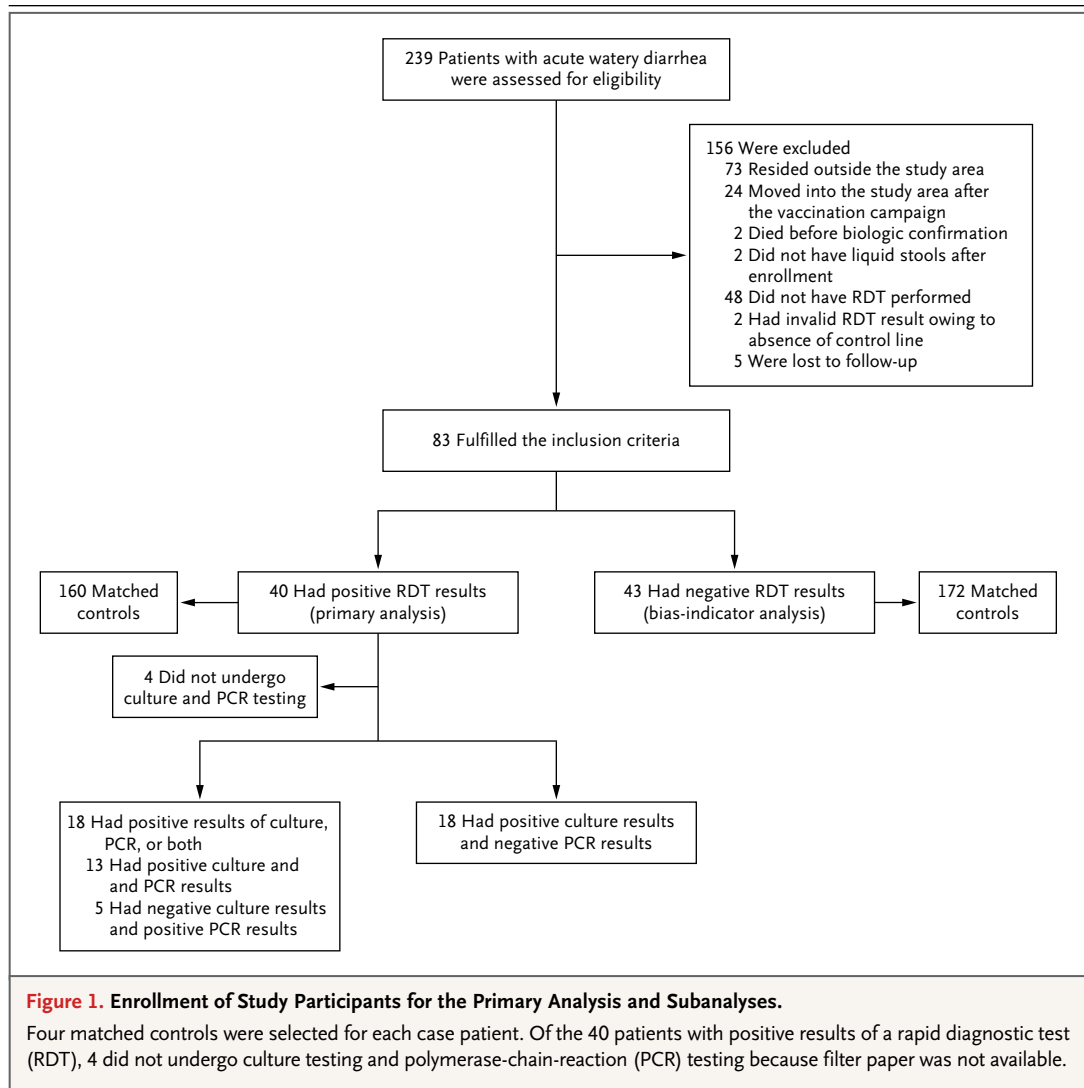 239 Patients with acute watery diarrhea
were assessed for eligibility
156 Were excluded
73 Resided outside the study area
24 Moved into the study area after
the vaccination campaign
2 Died before biologic confirmation
2 Did not have liquid stools after
enrollment
48 Did not have RDT performed
2 Had invalid RDT result owing to
absence of control line
5 Were lost to follow-up
83 Fulfilled the inclusion criteria
160 Matched
controls
40 Had positive RDT results
(primary analysis)
43 Had negative RDT results
(bias-indicator analysis)
172 Matched
controls
4 Did not undergo
culture and PCR testing
18 Had positive results of culture,
PCR, or both
13 Had positive culture and
and PCR results
5 Had negative culture results
and positive PCR results
18 Had positive culture results
and negative PCR results
Figure 1. Enrollment of Study Participants for the Primary Analysis and Subanalyses.
Four matched controls were selected for each case patient. Of the 40 patients with positive results of a rapid diagnostic test
(RDT), 4 did not undergo culture testing and polymerase-chain-reaction (PCR) testing because filter paper was not available.